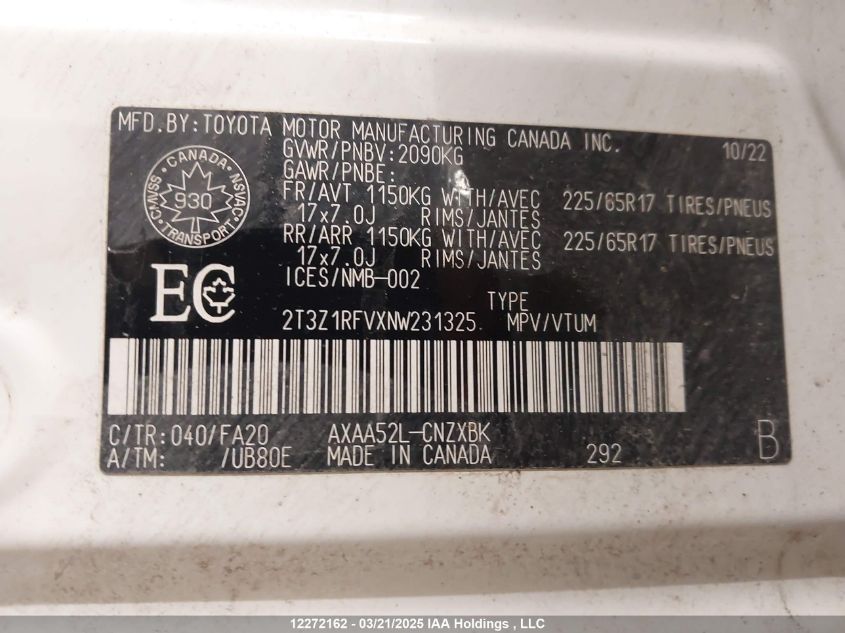 MFD.BY:TOYOTA MOTOR MANUFACTURING CANADA INC. 10/22
GVWR/PNBV:2090KG
GAWR/PNBE:
FR/AVT 1150KG WITH/AVEC 225/65R17 TIRES/PNEUS
17x7.0J RIMS/JANTES
RR/ARR 1150KG WITH/AVEC 225/65R17 TIRES/PNEUS
17x7.0J RIMS/JANTES
ICES/NMB-002
CANADA
CMVSS 930 NSVAC
TRANSPORT
EC
TYPE
2T3Z1RFVXNW231325 MPV/VTUM
C/TR:040/FA20 AXAA52L-CNZXBK
A/TM: /UB80E MADE IN CANADA 292 B
12272162 - 03/21/2025 IAA Holdings , LLC